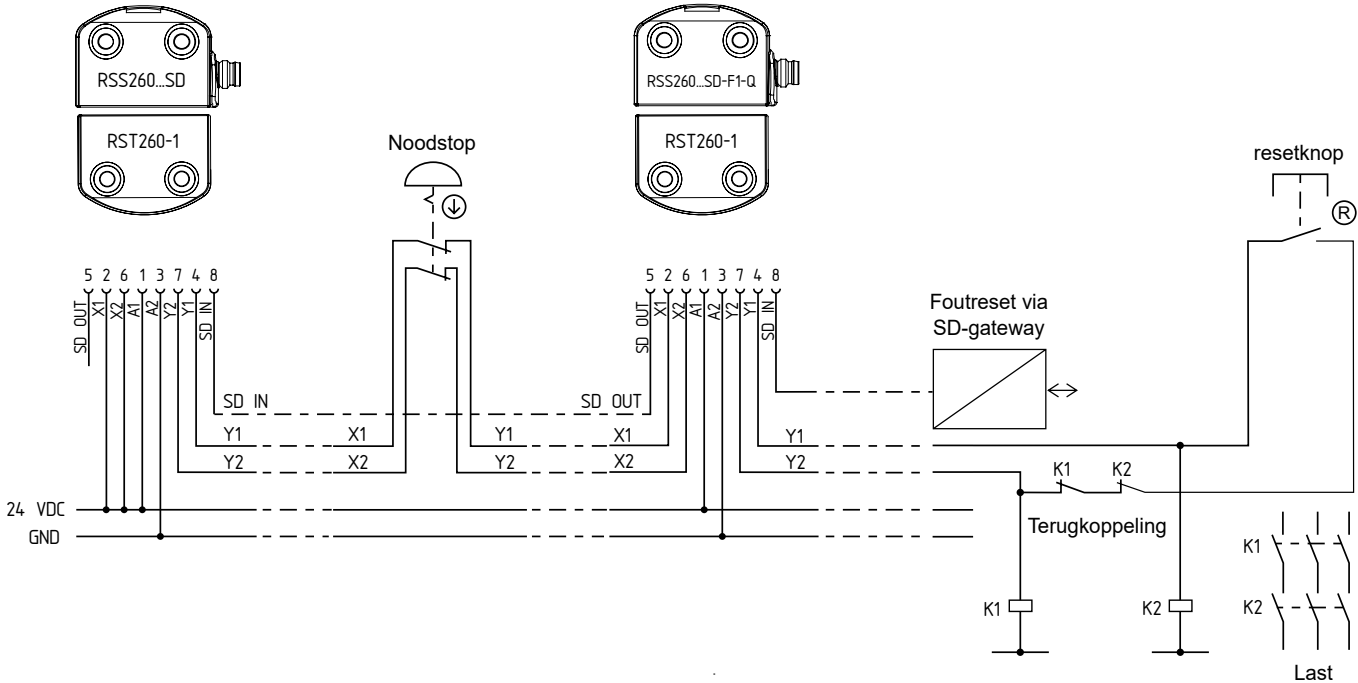 RSS260...SD
RST260-1
Noodstop
RSS260...SD-F1-Q
RST260-1
resetknop
R
5 2 6 1 3 7 4 8
SD OUT
X1
X2
A1
A2
Y2
Y1
SD IN
5 2 6 1 3 7 4 8
SD OUT
X1
X2
A1
A2
Y2
Y1
SD IN
Foutreset via
SD-gateway
SD IN
SD OUT
Y1 X1 Y1 X1 Y1
Y2 X2 Y2 X2 Y2
K1 K2
Terugkoppeling
24 VDC
GND
K1
K2
K1
K2
Last